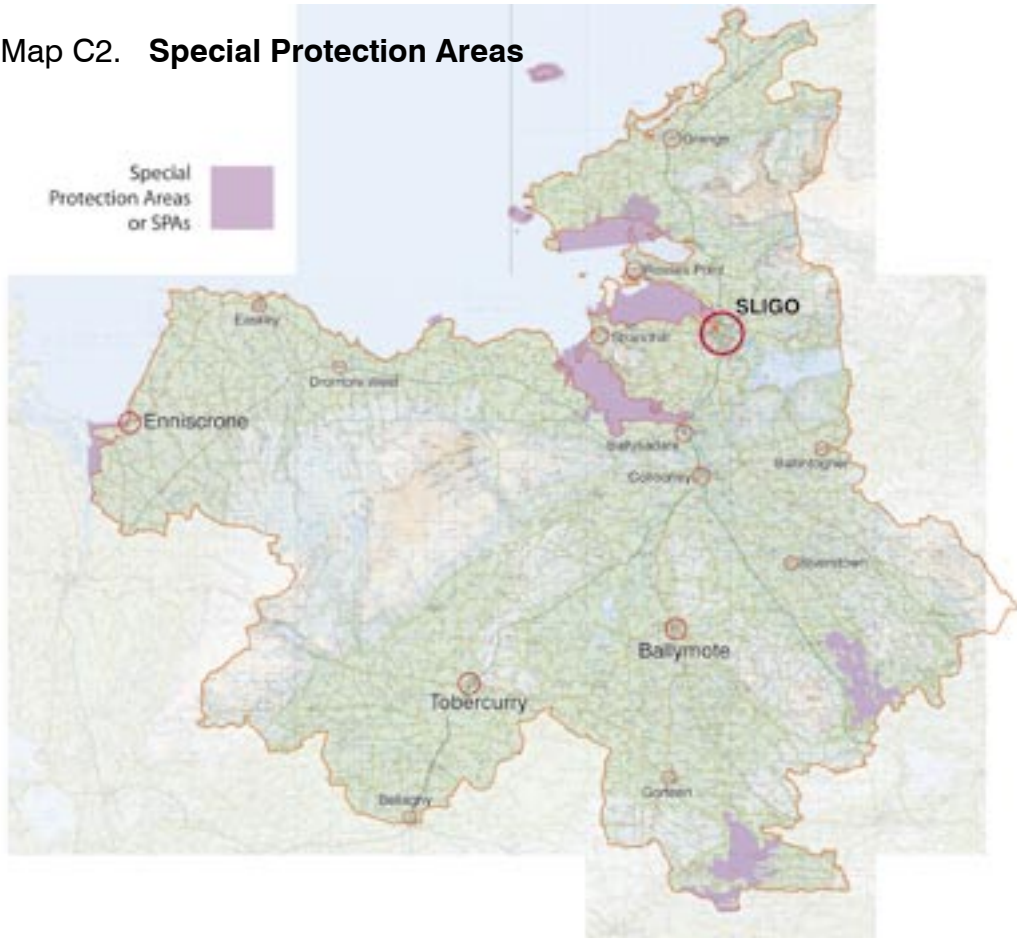 Map C2. Special Protection Areas
Special
Protection Areas
or SPAs
Grange
Rosses Point
SLIGO
Easkey
Strandhill
Dromore West
Enniscrone
Ballysadare
Ballintogher
Collooney
Riverstown
Ballymote
Tobercurry
Gorteen
Bellaghy